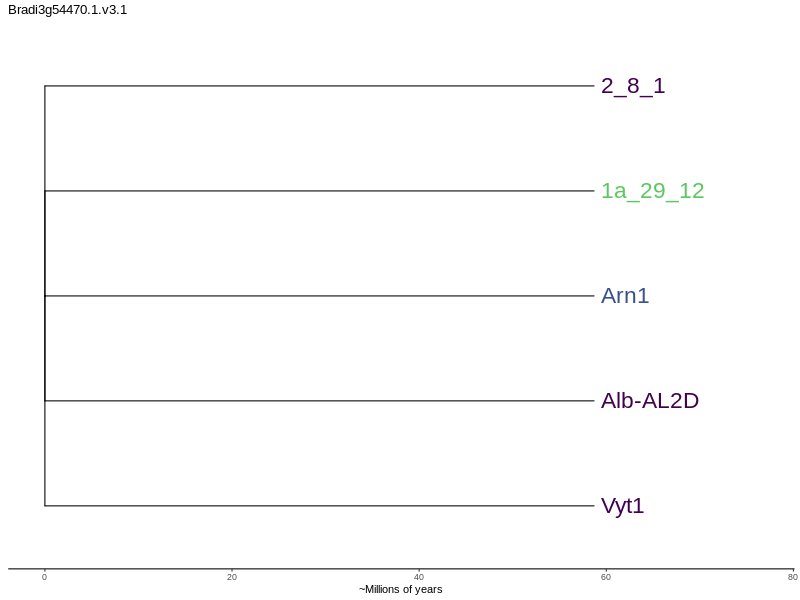 Bradi3g54470.1.v3.1
2_8_1
1a_29_12
Arn1
Alb-AL2D
Vyt1
0 20 40 60 80
~Millions of years